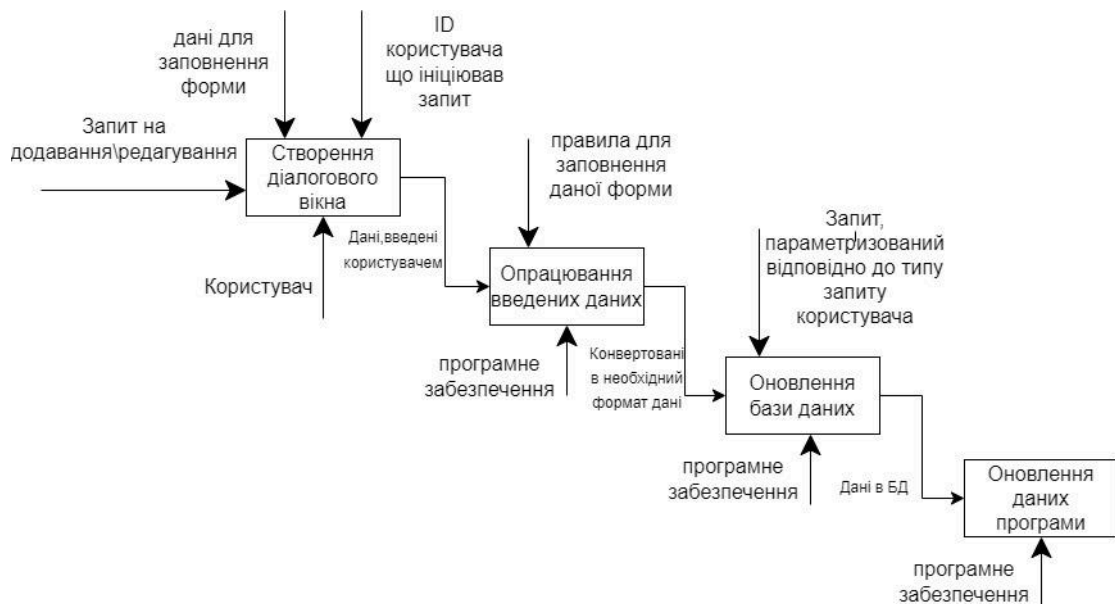 дані для
заповнення
форми
ID
користувача
що ініціював
запит
Запит на
додавання\редагування
Створення
діалогового
вікна
Користувач
Дані,введені
користувачем
правила для
заповнення
даної форми
Опрацювання
введених даних
програмне
забезпечення
Конвертовані
в необхідний
формат дані
Запит,
параметризований
відповідно до типу
запиту
користувача
Оновлення
бази даних
програмне
забезпечення
Дані в БД
Оновлення
даних
програми
програмне
забезпечення